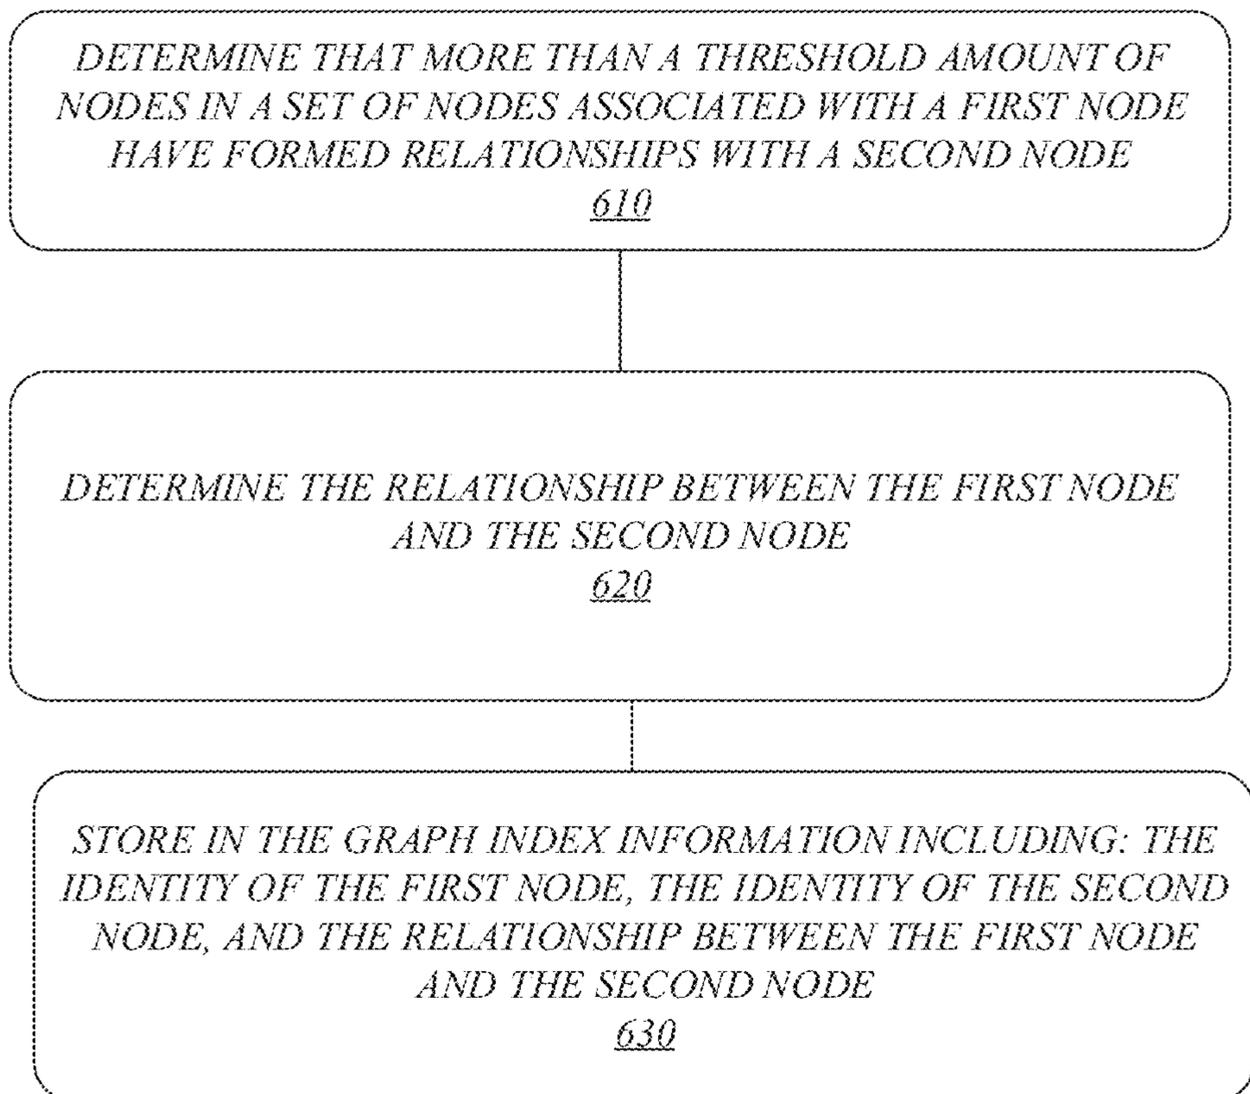 DETERMINE THAT MORE THAN A THRESHOLD AMOUNT OF
NODES IN A SET OF NODES ASSOCIATED WITH A FIRST NODE
HAVE FORMED RELATIONSHIPS WITH A SECOND NODE
610
DETERMINE THE RELATIONSHIP BETWEEN THE FIRST NODE
AND THE SECOND NODE
620
STORE IN THE GRAPH INDEX INFORMATION INCLUDING: THE
IDENTITY OF THE FIRST NODE, THE IDENTITY OF THE SECOND
NODE, AND THE RELATIONSHIP BETWEEN THE FIRST NODE
AND THE SECOND NODE
630